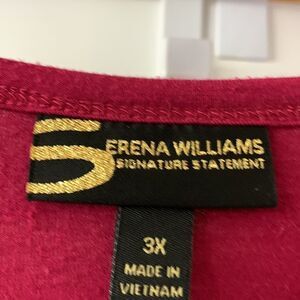 SERENA WILLIAMS
SIGNATURE STATEMENT
3X
MADE IN
VIETNAM